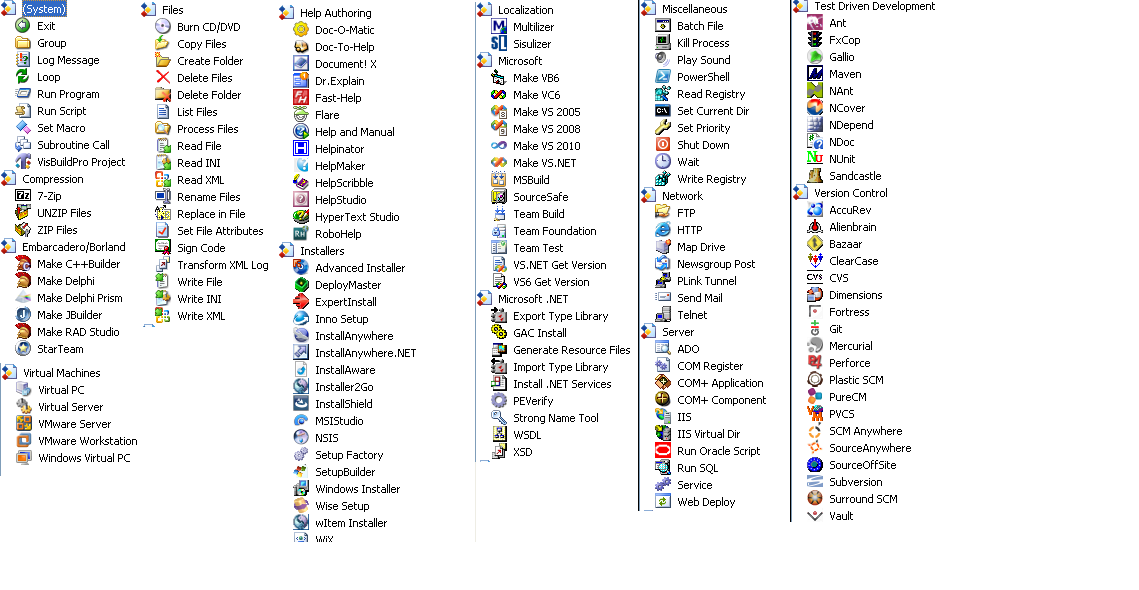 (System)
Exit
Group
Log Message
Loop
Run Program
Run Script
Set Macro
Subroutine Call
VisBuildPro Project
Compression
7-Zip
UNZIP Files
ZIP Files
Embarcadero/Borland
Make C++Builder
Make Delphi
Make Delphi Prism
Make JBuilder
Make RAD Studio
StarTeam
Virtual Machines
Virtual PC
Virtual Server
VMware Server
VMware Workstation
Windows Virtual PC
Files
Burn CD/DVD
Copy Files
Create Folder
Delete Files
Delete Folder
List Files
Process Files
Read File
Read INI
Read XML
Rename Files
Replace in File
Set File Attributes
Sign Code
Transform XML Log
Write File
Write INI
Write XML
Help Authoring
Doc-O-Matic
Doc-To-Help
Document! X
Dr.Explain
Fast-Help
Flare
Help and Manual
Helpinator
HelpMaker
HelpScribble
HelpStudio
HyperText Studio
RoboHelp
Installers
Advanced Installer
DeployMaster
ExpertInstall
Inno Setup
InstallAnywhere
InstallAnywhere.NET
InstallAware
Installer2Go
InstallShield
MSIStudio
NSIS
Setup Factory
SetupBuilder
Windows Installer
Wise Setup
wItem Installer
WiX
Localization
Multilizer
Sisulizer
Microsoft
Make VB6
Make VC6
Make VS 2005
Make VS 2008
Make VS 2010
Make VS.NET
MSBuild
SourceSafe
Team Build
Team Foundation
Team Test
VS.NET Get Version
VS6 Get Version
Microsoft .NET
Export Type Library
GAC Install
Generate Resource Files
Import Type Library
Install .NET Services
PEVerify
Strong Name Tool
WSDL
XSD
Miscellaneous
Batch File
Kill Process
Play Sound
PowerShell
Read Registry
Set Current Dir
Set Priority
Shut Down
Wait
Write Registry
Network
FTP
HTTP
Map Drive
Newsgroup Post
PLink Tunnel
Send Mail
Telnet
Server
ADO
COM Register
COM+ Application
COM+ Component
IIS
IIS Virtual Dir
Run Oracle Script
Run SQL
Service
Web Deploy
Test Driven Development
Ant
FxCop
Gallio
Maven
NAnt
NCover
NDepend
NDoc
NUnit
Sandcastle
Version Control
AccuRev
Alienbrain
Bazaar
ClearCase
CVS
Dimensions
Fortress
Git
Mercurial
Perforce
Plastic SCM
PureCM
PVCS
SCM Anywhere
SourceAnywhere
SourceOffSite
Subversion
Surround SCM
Vault